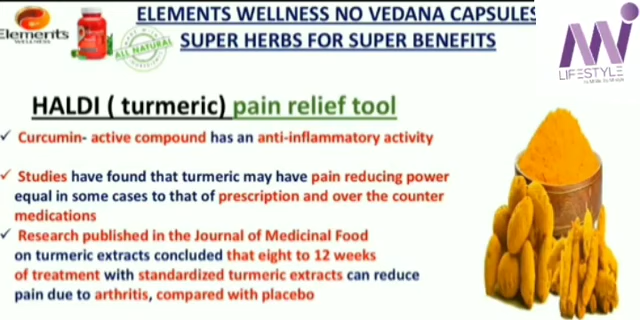 ELEMENTS WELLNESS NO VEDANA CAPSULES
SUPER HERBS FOR SUPER BENEFITS
Elements
WELLNESS
ALL NATURAL
Mi
LIFESTYLE
HALDI ( turmeric) pain relief tool
✓ Curcumin- active compound has an anti-inflammatory activity
✓ Studies have found that turmeric may have pain reducing power
equal in some cases to that of prescription and over the counter
medications
✓ Research published in the Journal of Medicinal Food
on turmeric extracts concluded that eight to 12 weeks
of treatment with standardized turmeric extracts can reduce
pain due to arthritis, compared with placebo